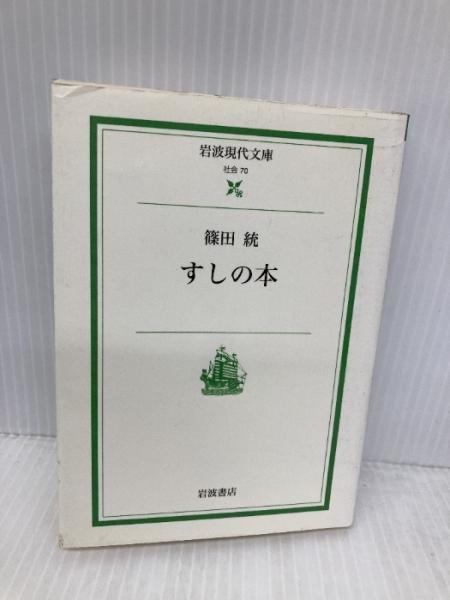 岩波現代文庫
社会 70
篠田 統
すしの本
岩波書店